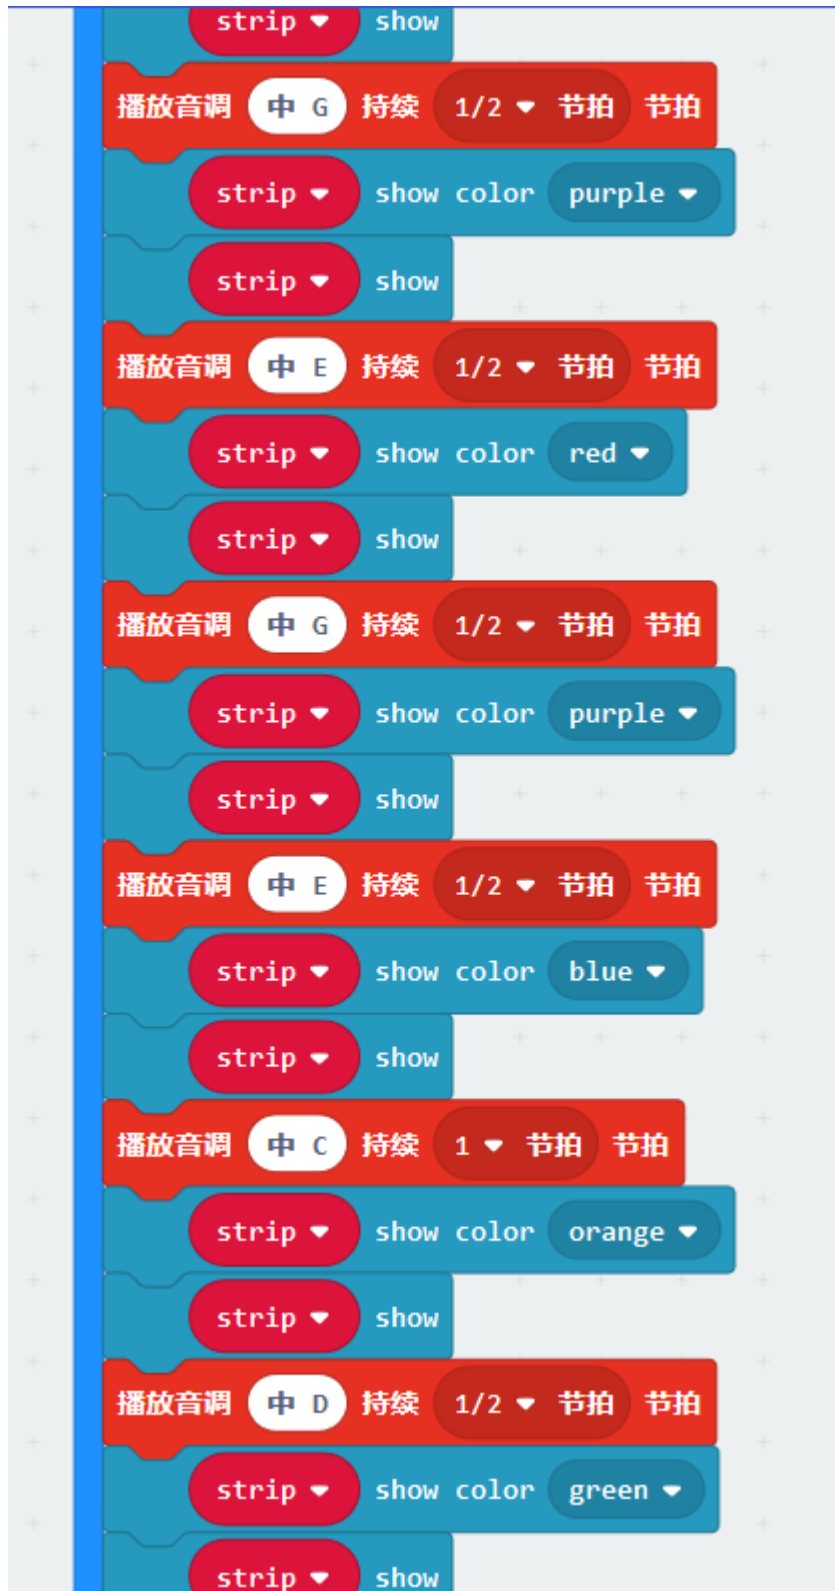 strip show
播放音调 中 G 持续 1/2 节拍 节拍
strip show color purple
strip show
播放音调 中 E 持续 1/2 节拍 节拍
strip show color red
strip show
播放音调 中 G 持续 1/2 节拍 节拍
strip show color purple
strip show
播放音调 中 E 持续 1/2 节拍 节拍
strip show color blue
strip show
播放音调 中 C 持续 1 节拍 节拍
strip show color orange
strip show
播放音调 中 D 持续 1/2 节拍 节拍
strip show color green
strip show